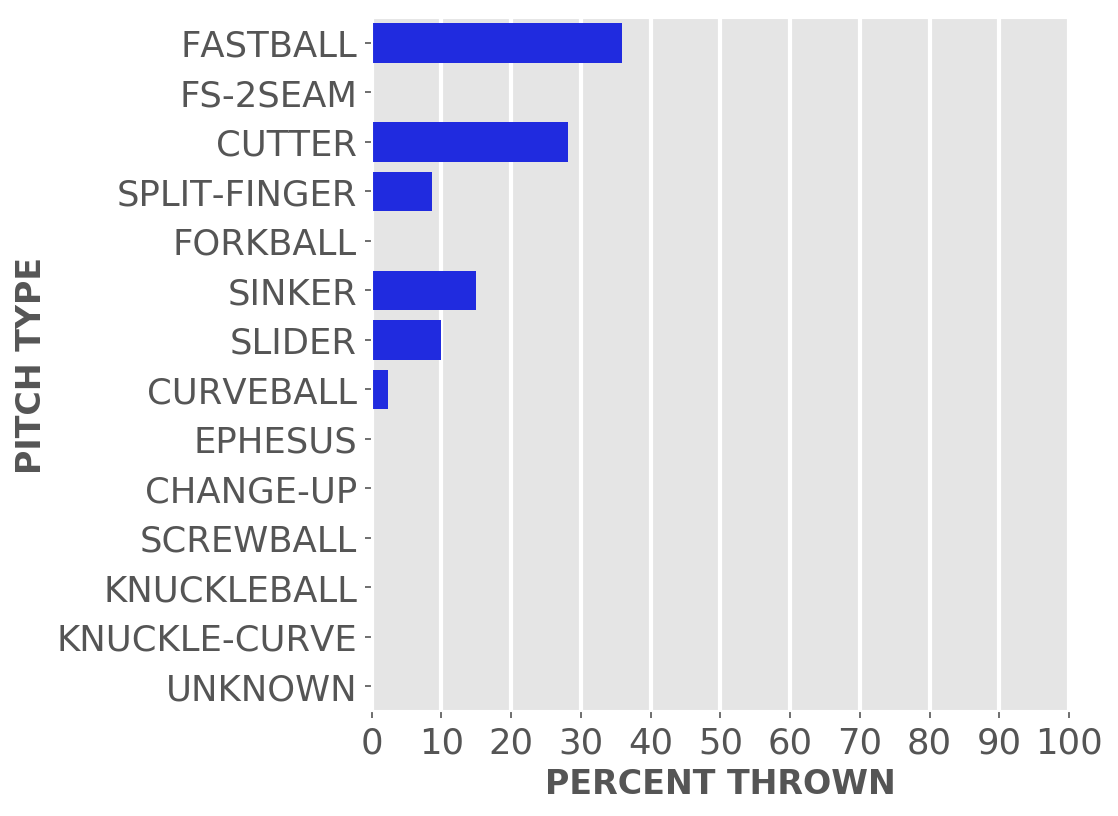 FASTBALL
FS-2SEAM
CUTTER
SPLIT-FINGER
FORKBALL
SINKER
SLIDER
CURVEBALL
EPHESUS
CHANGE-UP
SCREWBALL
KNUCKLEBALL
KNUCKLE-CURVE
UNKNOWN
PITCH TYPE
0 10 20 30 40 50 60 70 80 90 100
PERCENT THROWN